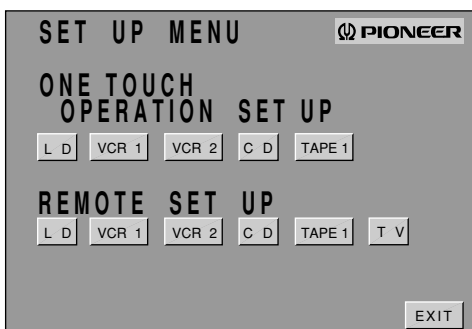 SET UP MENU PIONEER
ONE TOUCH
OPERATION SET UP
L D VCR 1 VCR 2 C D TAPE 1
REMOTE SET UP
L D VCR 1 VCR 2 C D TAPE 1 T V
EXIT